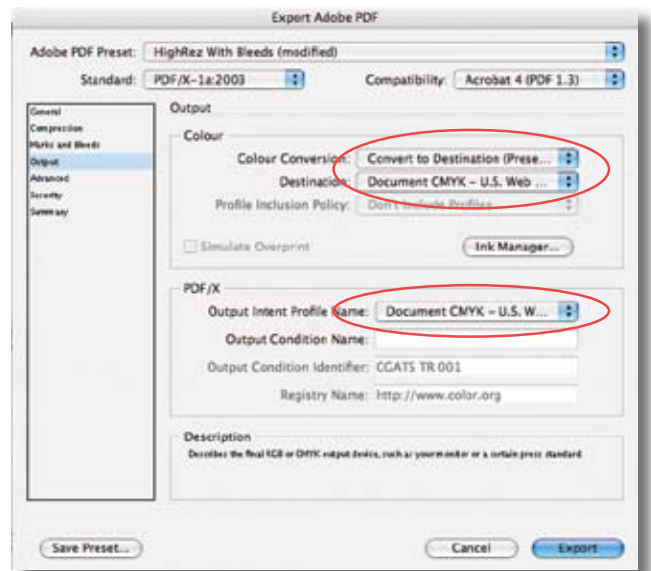 Export Adobe PDF
Adobe PDF Preset: HighRez With Bleeds (modified)
Standard: PDF/X-1a:2003 Compatibility: Acrobat 4 (PDF 1.3)
General
Compression
Marks and Bleeds
Output
Advanced
Security
Summary
Output
Colour
Colour Conversion: Convert to Destination (Prese...
Destination: Document CMYK – U.S. Web ...
Profile Inclusion Policy: Don't Include Profiles
Simulate Overprint Ink Manager...
PDF/X
Output Intent Profile Name: Document CMYK – U.S. W...
Output Condition Name:
Output Condition Identifier: CGATS TR 001
Registry Name: http://www.color.org
Description
Describes the final RGB or CMYK output device, such as your monitor or a certain press standard
Save Preset... Cancel Export